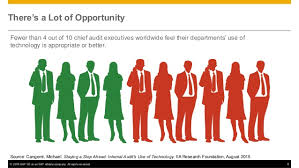 There's a Lot of Opportunity
Fewer than 4 out of 10 chief audit executives worldwide feel their departments' use of
technology is appropriate or better.
Source: Cangemi, Michael. Staying a Step Ahead: Internal Audit's Use of Technology, IIA Research Foundation, August 2015